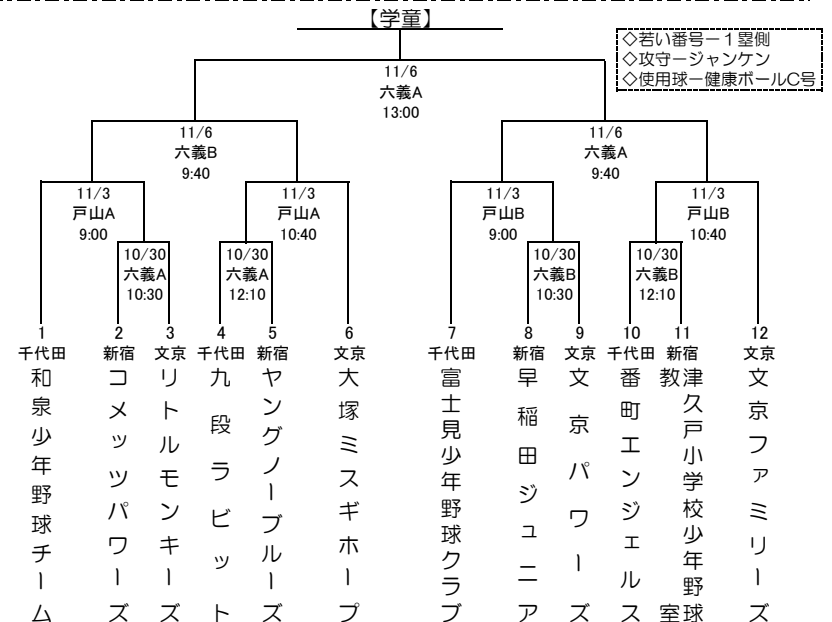 【学童】
◇若い番号ー１塁側
◇攻守ージャンケン
◇使用球ー健康ボールC号
11/6
六義A
13:00
11/6
六義B
9:40
11/6
六義A
9:40
11/3
戸山A
9:00
11/3
戸山A
10:40
11/3
戸山B
9:00
11/3
戸山B
10:40
10/30
六義A
10:30
10/30
六義A
12:10
10/30
六義B
10:30
10/30
六義B
12:10
1
千代田
和泉少年野球チーム
2
新宿
コメッツパワーズ
3
文京
リトルモンキーズ
4
千代田
九段ラビット
5
新宿
ヤングノーブルーズ
6
文京
大塚ミスギホープ
7
千代田
富士見少年野球クラブ
8
新宿
早稲田ジュニア
9
文京
文京パワーズ
10
千代田
番町エンジェルス
11
新宿
津久戸小学校少年野球
教室
12
文京
文京ファミリーズ